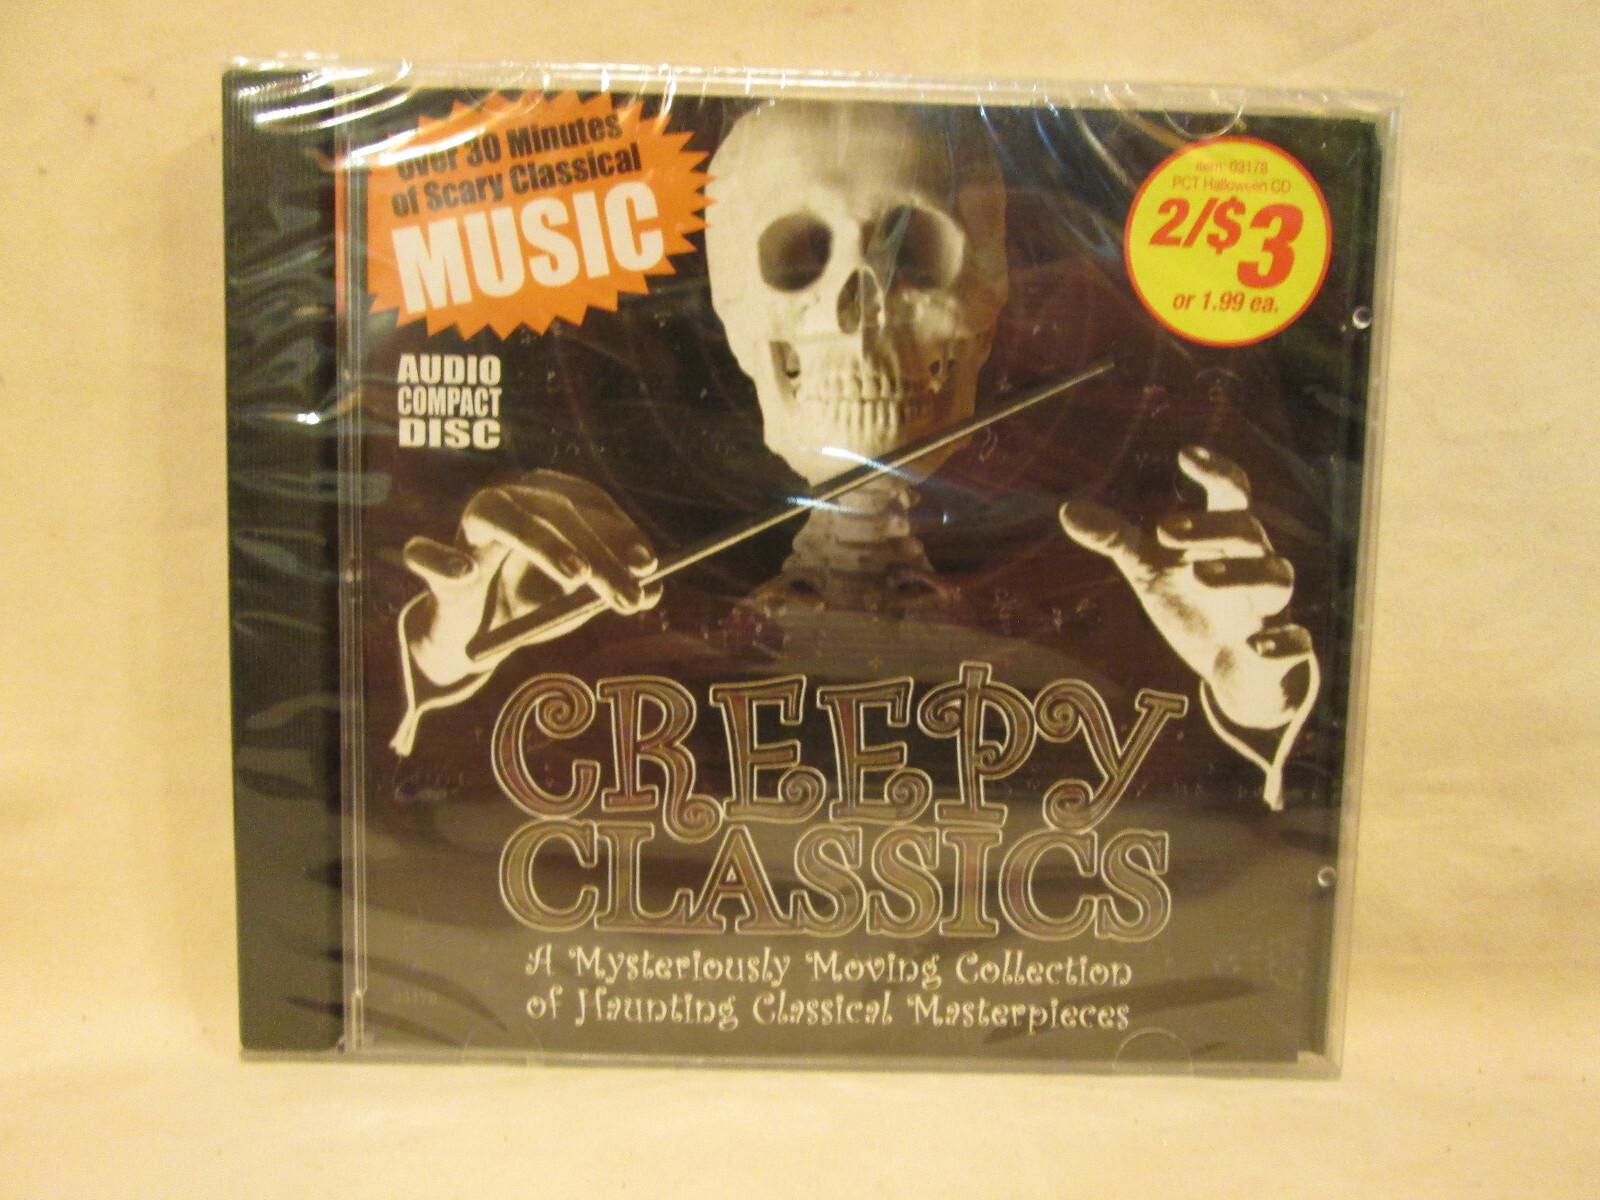 Over 30 Minutes
of Scary Classical
MUSIC
AUDIO
COMPACT
DISC
Item: 03178
PCT Halloween CD
2/$3
or 1.99 ea.
CREEPY
CLASSICS
A Mysteriously Moving Collection
of Haunting Classical Masterpieces
03178